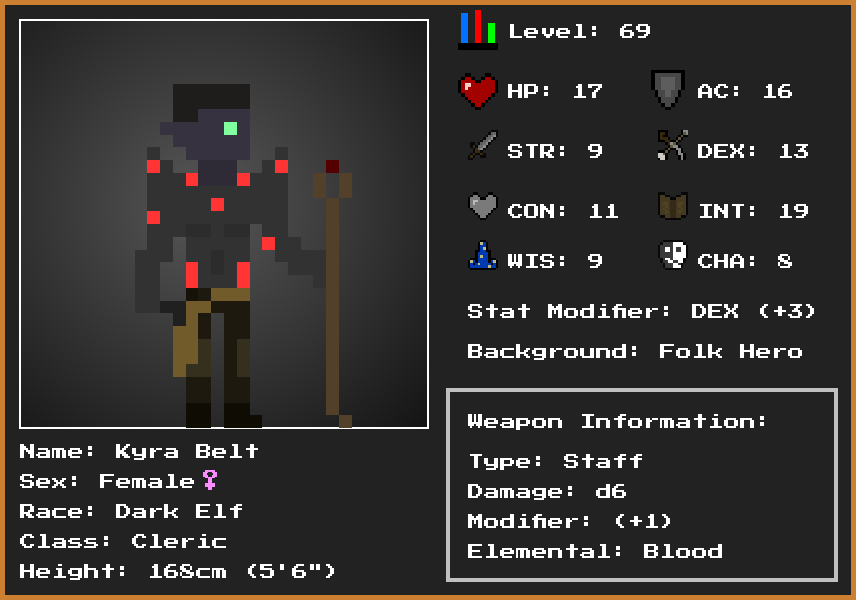 Level: 69
HP: 17 AC: 16
STR: 9 DEX: 13
CON: 11 INT: 19
WIS: 9 CHA: 8
Stat Modifier: DEX (+3)
Background: Folk Hero
Weapon Information:
Type: Staff
Damage: d6
Modifier: (+1)
Elemental: Blood
Name: Kyra Belt
Sex: Female♀
Race: Dark Elf
Class: Cleric
Height: 168cm (5'6")